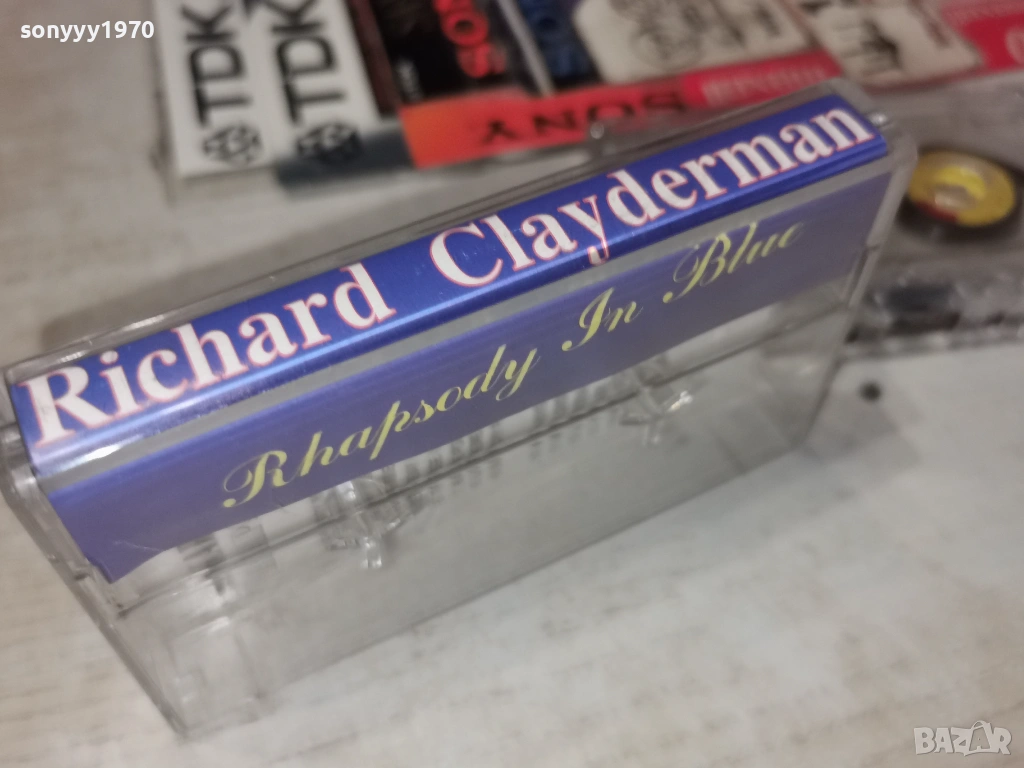 sonyyy1970
TDK
TDK
SONY
Richard Clayderman
Rhapsody In Blue
BAZAR